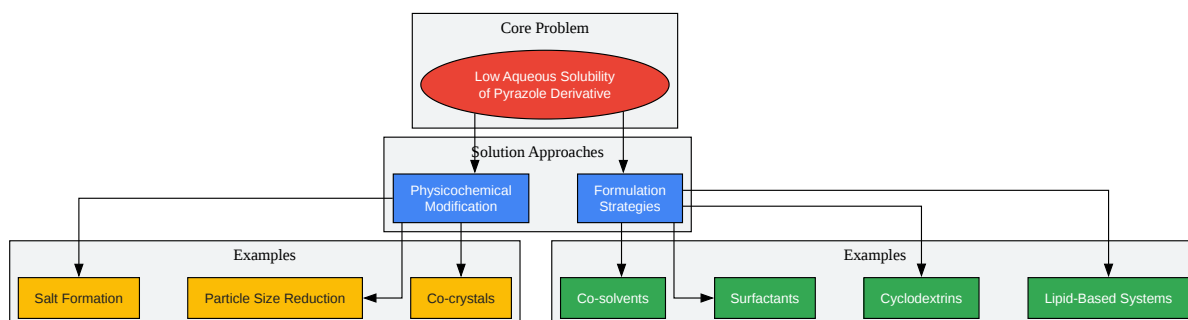 Core Problem
Low Aqueous Solubility
of Pyrazole Derivative
Solution Approaches
Physicochemical
Modification
Formulation
Strategies
Examples
Salt Formation
Particle Size Reduction
Co-crystals
Examples
Co-solvents
Surfactants
Cyclodextrins
Lipid-Based Systems